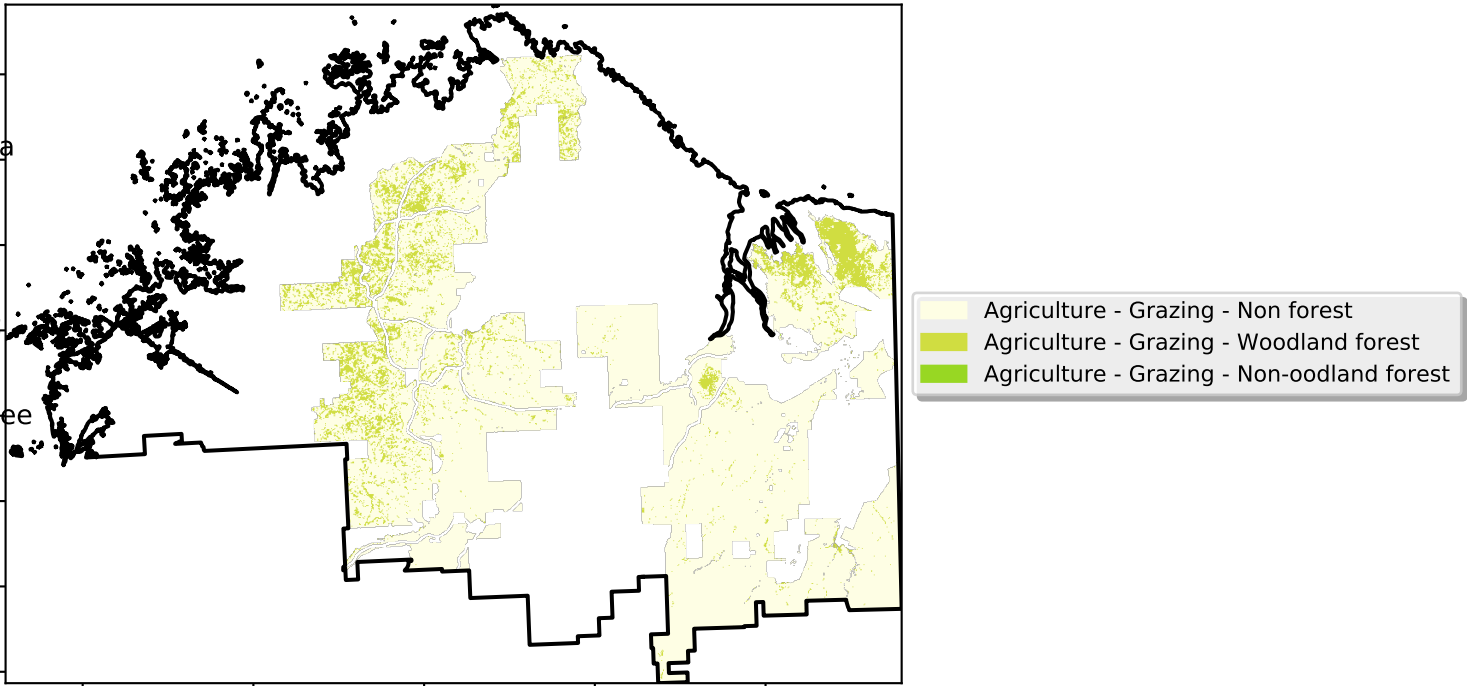 a
ee
Agriculture - Grazing - Non forest
Agriculture - Grazing - Woodland forest
Agriculture - Grazing - Non-oodland forest